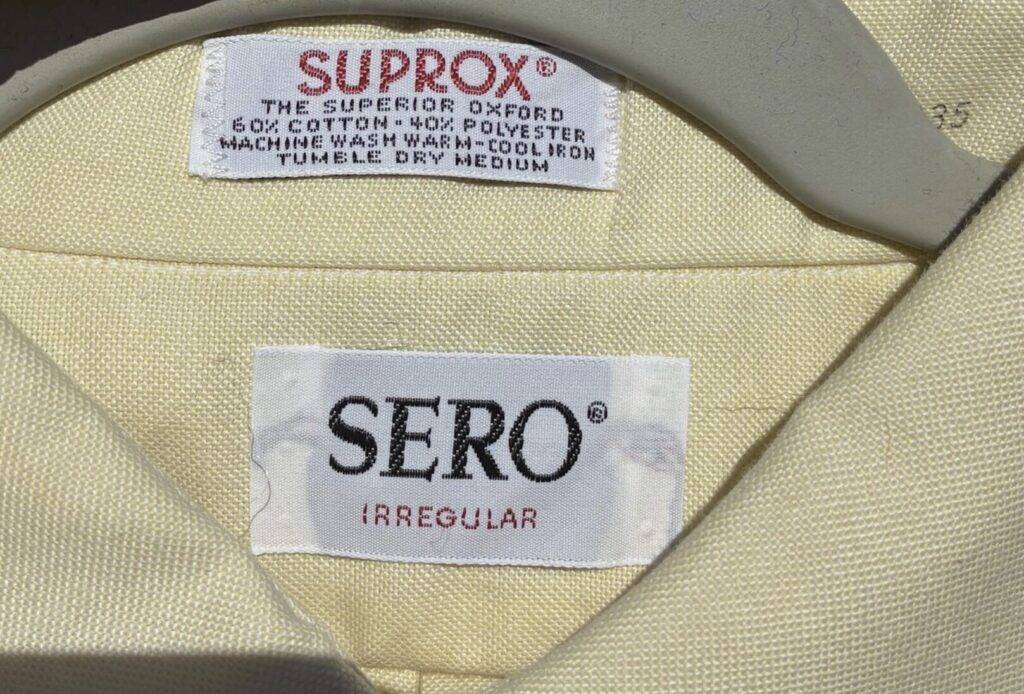 SUPROX®
THE SUPERIOR OXFORD
60% COTTON - 40% POLYESTER
MACHINE WASH WARM - COOL IRON
TUMBLE DRY MEDIUM
35
SERO®
IRREGULAR